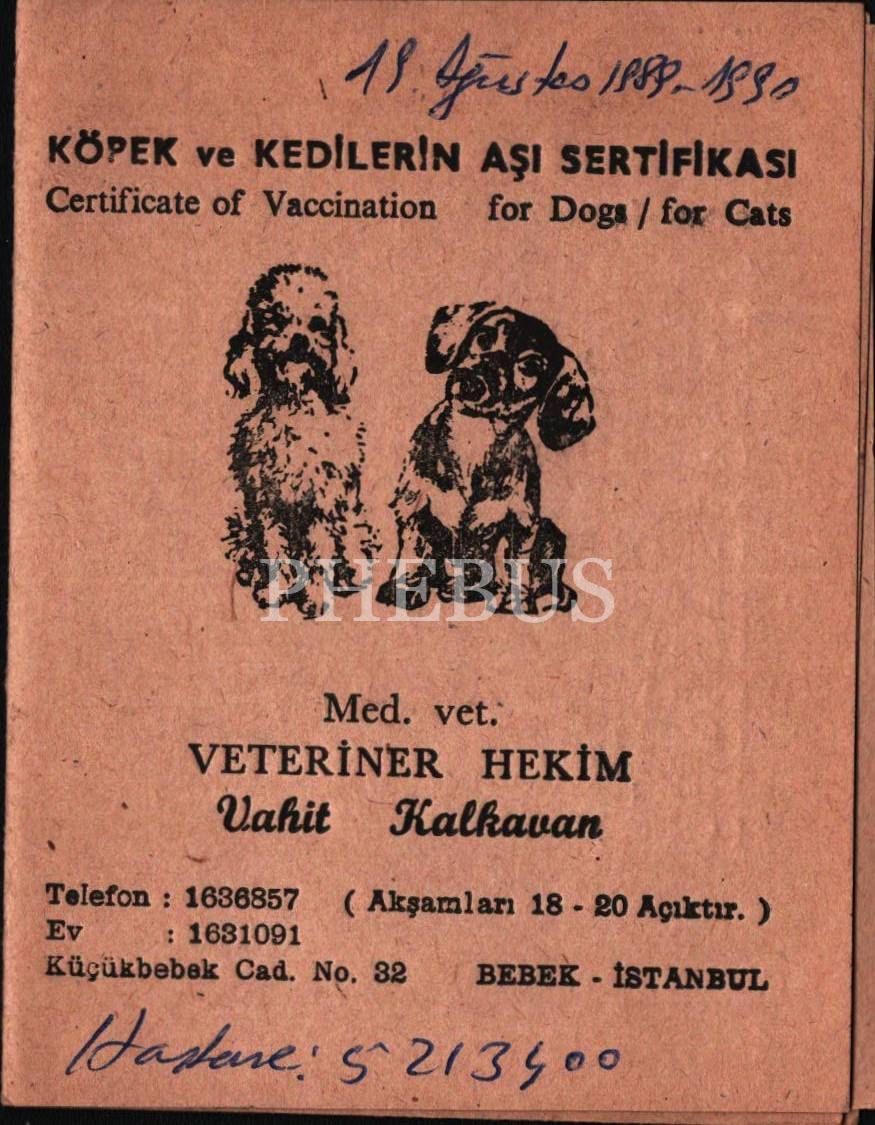 19 Ağustos 1989-1990
KÖPEK ve KEDİLERİN AŞI SERTİFİKASI
Certificate of Vaccination for Dogs / for Cats
PHEBUS
Med. vet.
VETERİNER HEKİM
Vahit Kalkavan
Telefon : 1636857 ( Akşamları 18 - 20 Açıktır. )
Ev : 1631091
Küçükbebek Cad. No. 32 BEBEK - İSTANBUL
Hastane: 5213400